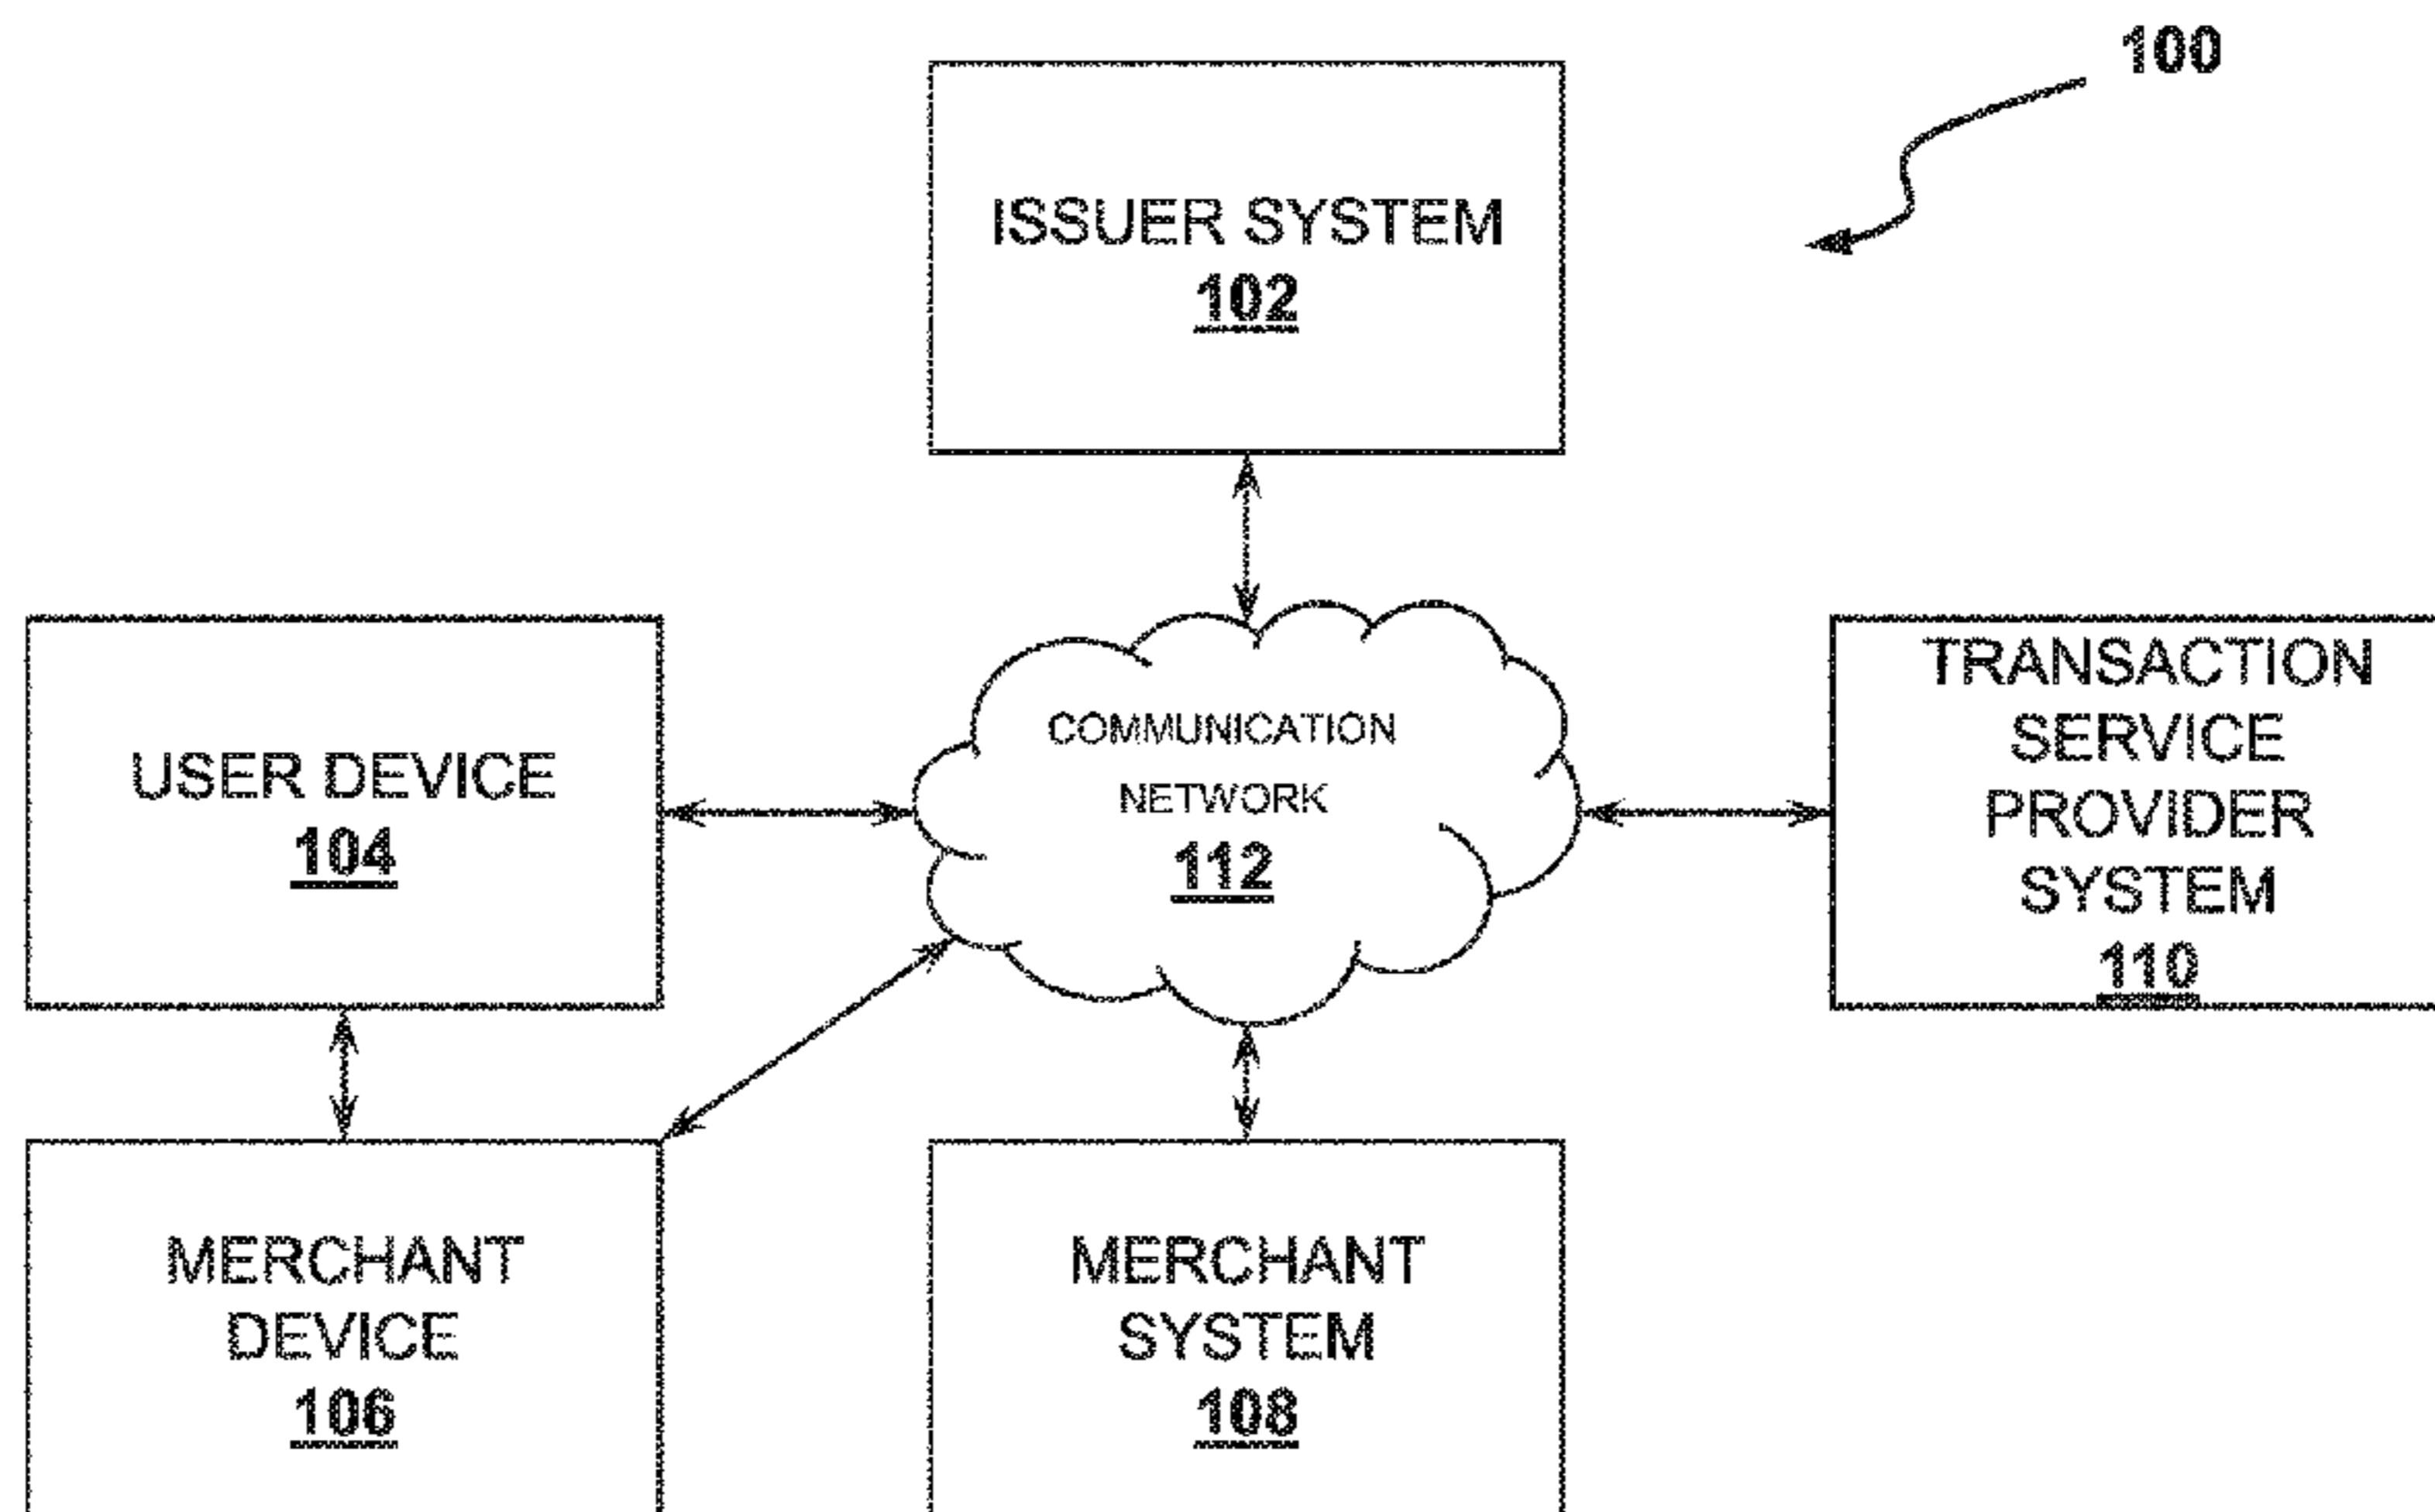 100
ISSUER SYSTEM
102
USER DEVICE
104
COMMUNICATION
NETWORK
112
TRANSACTION
SERVICE
PROVIDER
SYSTEM
110
MERCHANT
DEVICE
106
MERCHANT
SYSTEM
108